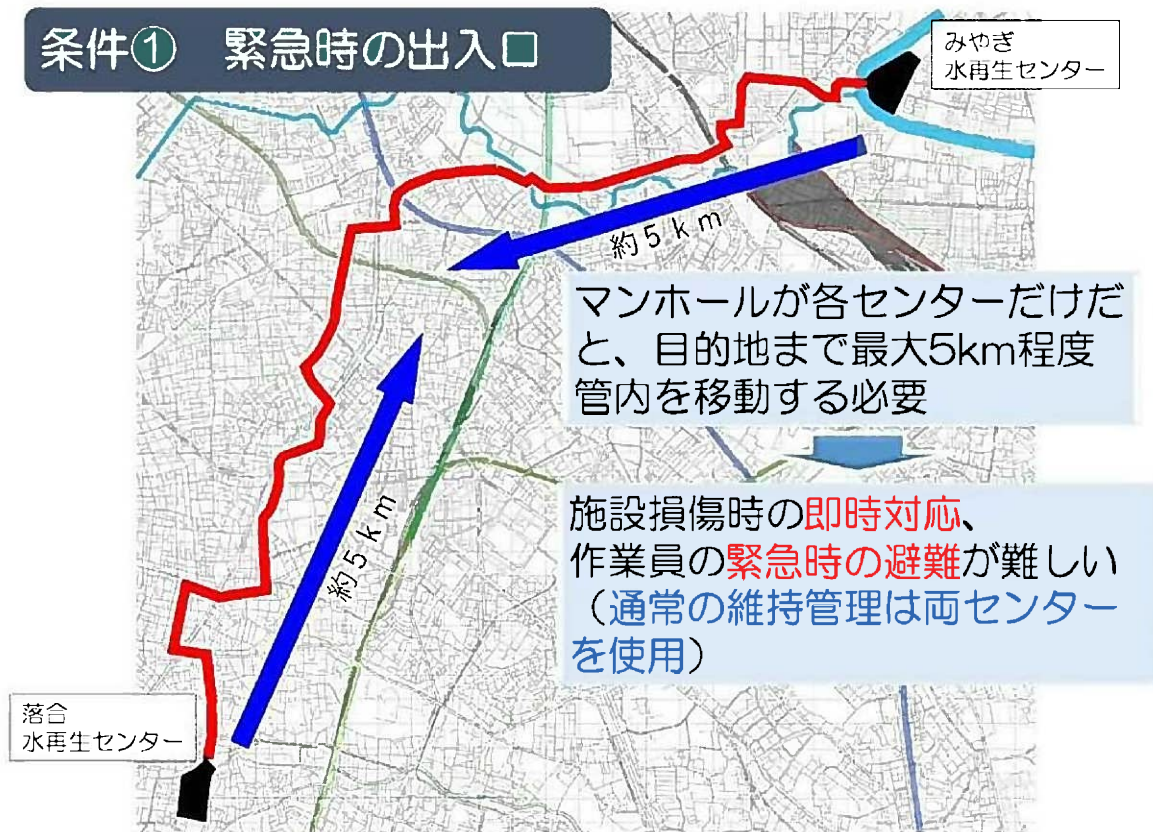 条件① 緊急時の出入口
みやぎ
水再生センター
約5km
マンホールが各センターだけだ
と、目的地まで最大5km程度
管内を移動する必要
約5km
施設損傷時の即時対応、
作業員の緊急時の避難が難しい
(通常の維持管理は両センター
を使用)
落合
水再生センター